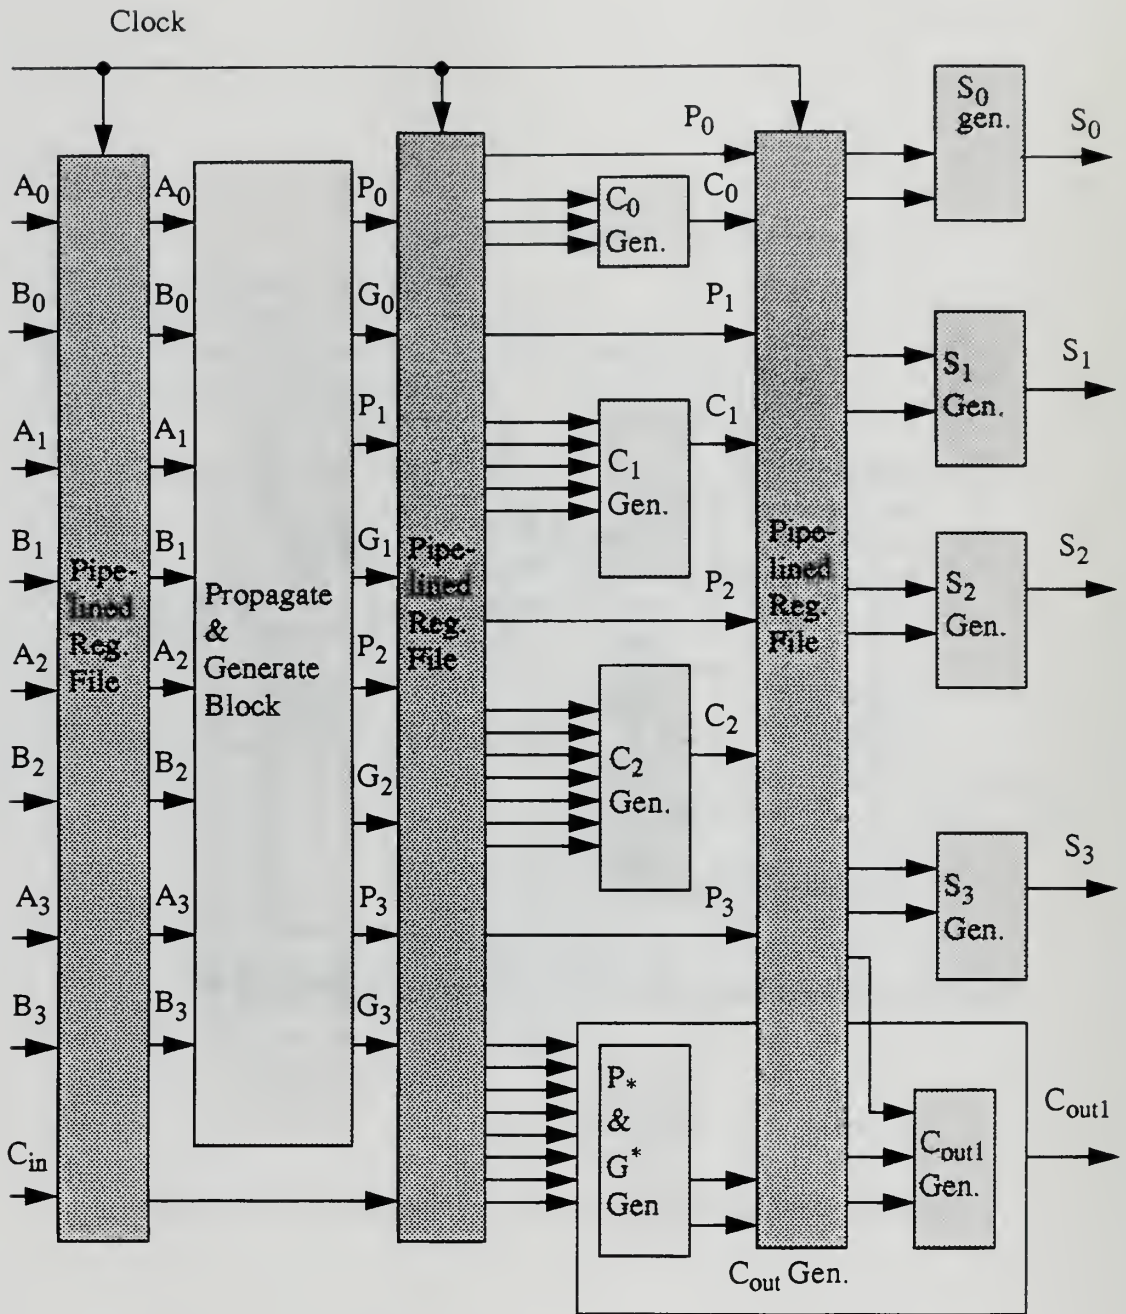 Clock
A0
B0
A1
B1
A2
B2
A3
B3
Cin
Pipe-
lined
Reg.
File
A0
B0
A1
B1
A2
B2
A3
B3
Propagate
&
Generate
Block
P0
G0
P1
G1
P2
G2
P3
G3
Pipe-
lined
Reg.
File
C0
Gen.
C1
Gen.
C2
Gen.
P*
&
G*
Gen
P0
C0
P1
C1
P2
C2
P3
Pipe-
lined
Reg.
File
S0
gen.
S1
Gen.
S2
Gen.
S3
Gen.
Cout1
Gen.
Cout Gen.
S0
S1
S2
S3
Cout1